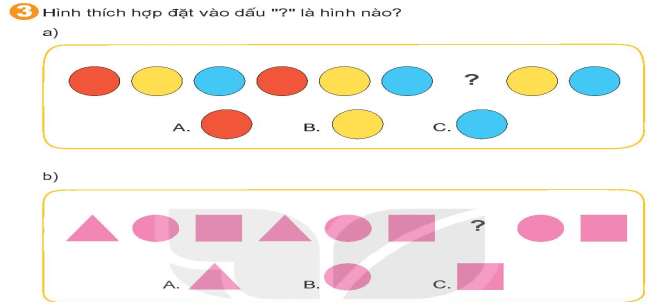 3 Hình thích hợp đặt vào dấu "?" là hình nào?
a)
?
A. B. C.
b)
?
A. B. C.